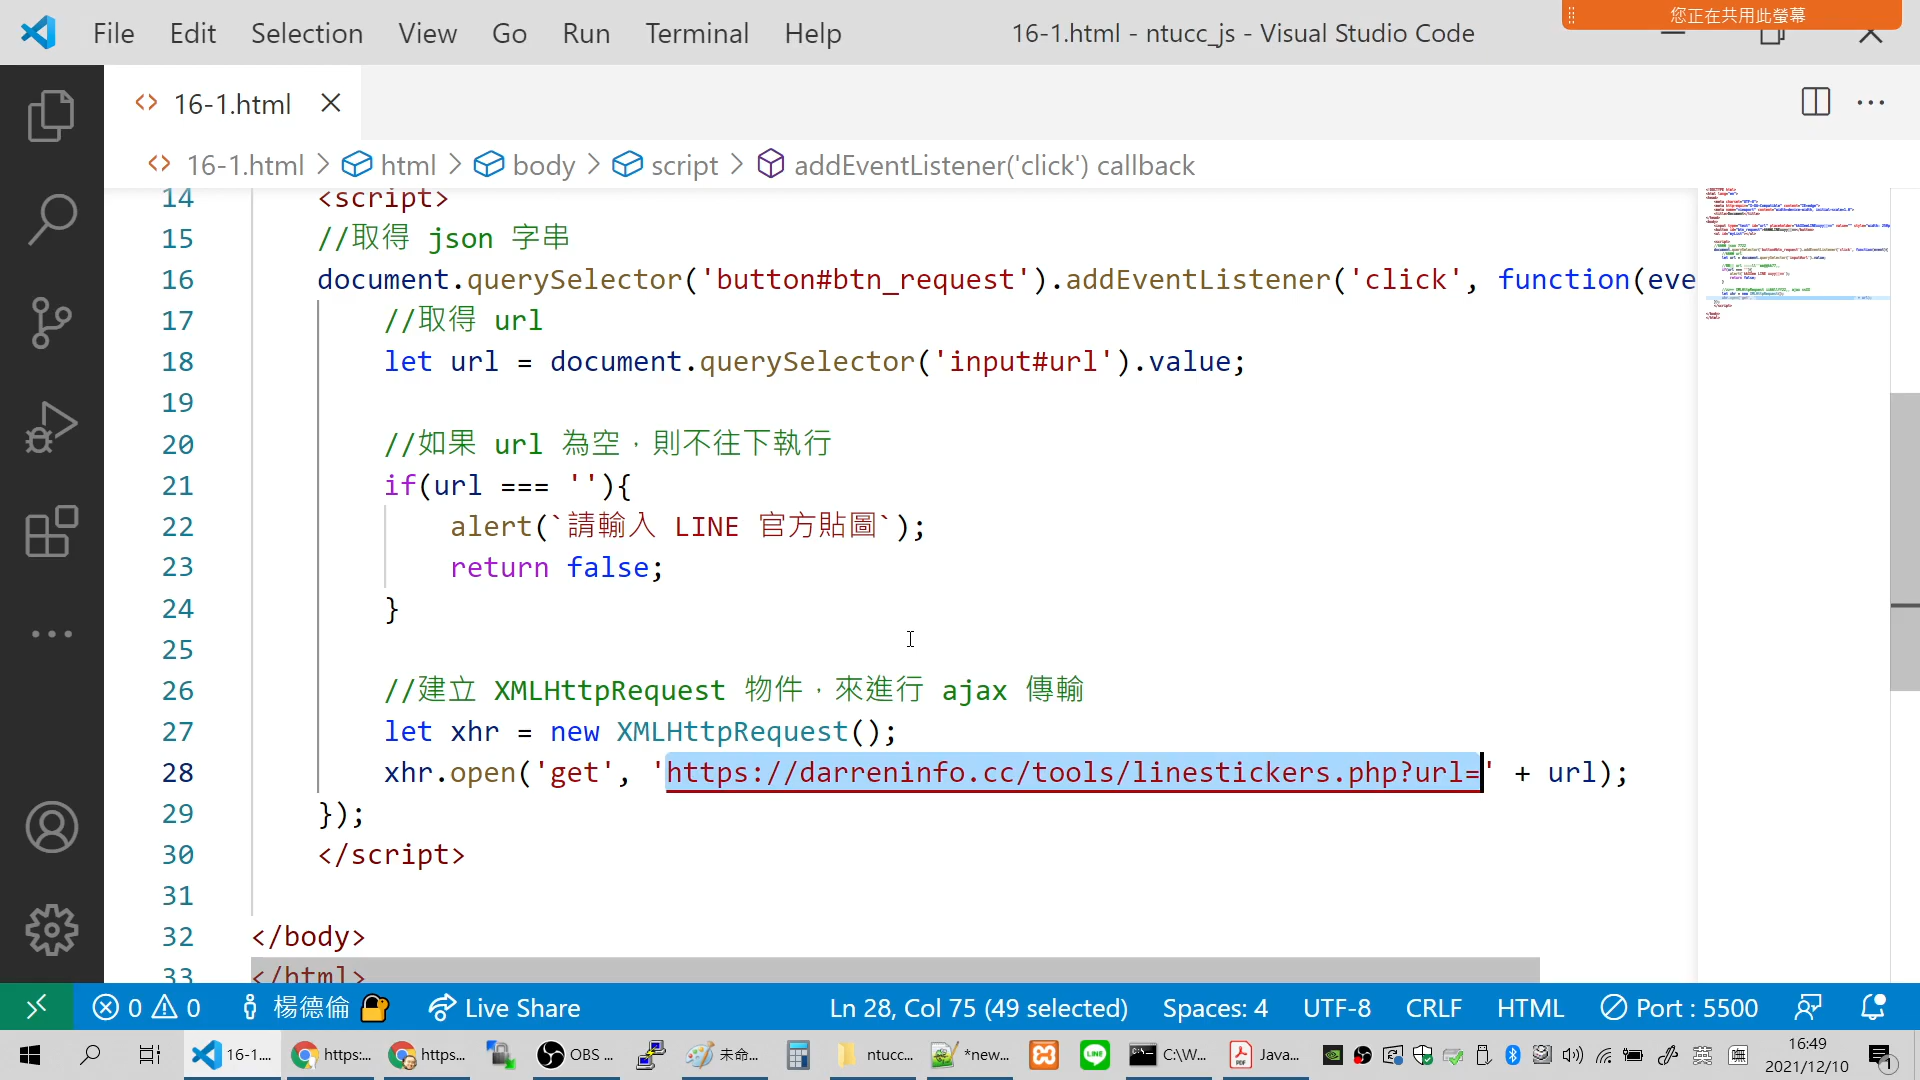 File Edit Selection View Go Run Terminal Help
16-1.html - ntucc_js - Visual Studio Code
您正在共用此螢幕
16-1.html
16-1.html > html > body > script > addEventListener('click') callback
14 <script>
15 //取得 json 字串
16 document.querySelector('button#btn_request').addEventListener('click', function(eve
17 //取得 url
18 let url = document.querySelector('input#url').value;
19
20 //如果 url 為空，則不往下執行
21 if(url === ''){
22 alert(`請輸入 LINE 官方貼圖`);
23 return false;
24 }
25
26 //建立 XMLHttpRequest 物件，來進行 ajax 傳輸
27 let xhr = new XMLHttpRequest();
28 xhr.open('get', 'https://darreninfo.cc/tools/linestickers.php?url=' + url);
29 });
30 </script>
31
32 </body>
33 </html>
0 0 楊德倫 Live Share Ln 28, Col 75 (49 selected) Spaces: 4 UTF-8 CRLF HTML Port : 5500
16-1.... https:... https... OBS ... 未命... ntucc... *new... LINE C:\W... Java... 英 16:49
2021/12/10 1